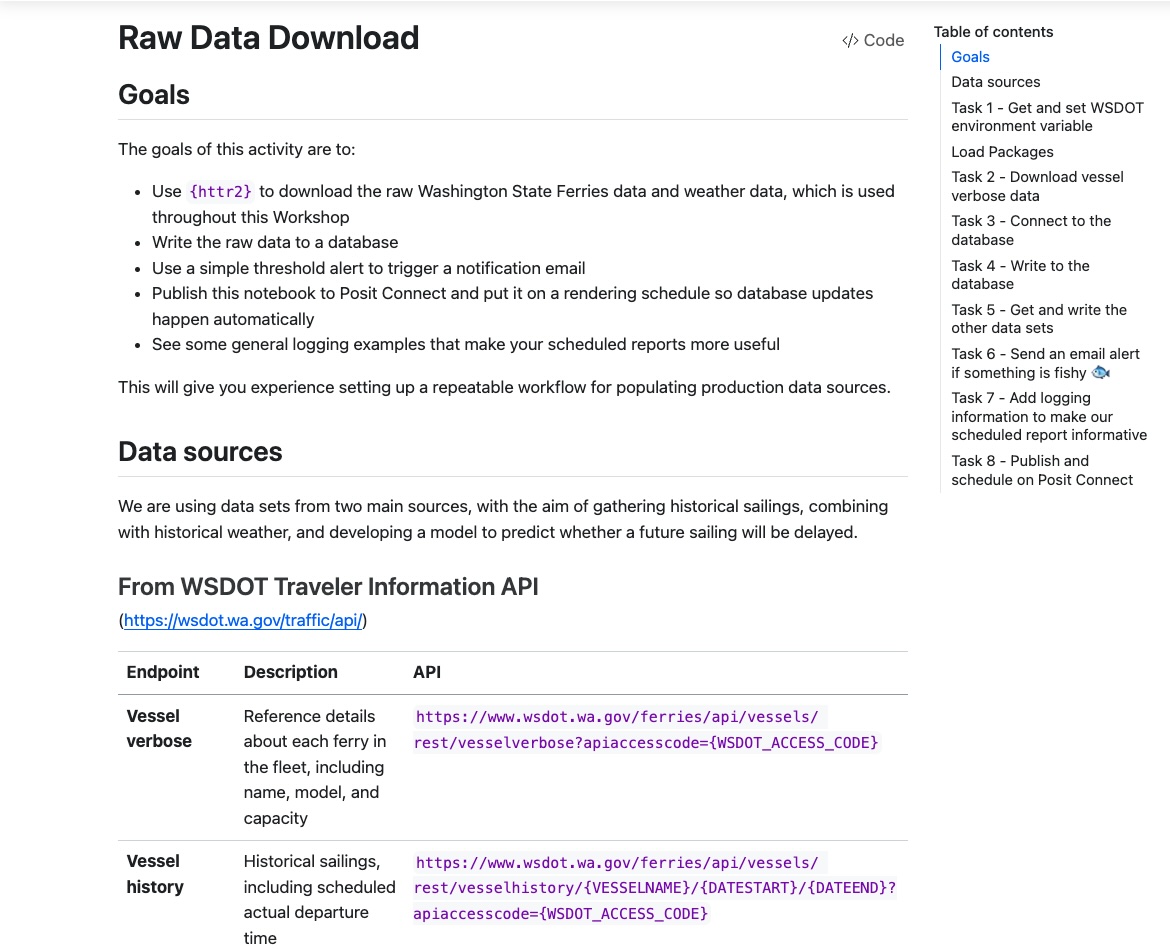 Raw Data Download
</> Code
Goals
The goals of this activity are to:
• Use {httr2} to download the raw Washington State Ferries data and weather data, which is used
throughout this Workshop
• Write the raw data to a database
• Use a simple threshold alert to trigger a notification email
• Publish this notebook to Posit Connect and put it on a rendering schedule so database updates
happen automatically
• See some general logging examples that make your scheduled reports more useful
This will give you experience setting up a repeatable workflow for populating production data sources.
Data sources
We are using data sets from two main sources, with the aim of gathering historical sailings, combining
with historical weather, and developing a model to predict whether a future sailing will be delayed.
From WSDOT Traveler Information API
(https://wsdot.wa.gov/traffic/api/)
Endpoint Description API
Vessel
verbose
Reference details
about each ferry in
the fleet, including
name, model, and
capacity
https://www.wsdot.wa.gov/ferries/api/vessels/
rest/vesselverbose?apiaccesscode={WSDOT_ACCESS_CODE}
Vessel
history
Historical sailings,
including scheduled
actual departure
time
https://www.wsdot.wa.gov/ferries/api/vessels/
rest/vesselhistory/{VESSELNAME}/{DATESTART}/{DATEEND}?
apiaccesscode={WSDOT_ACCESS_CODE}
Table of contents
Goals
Data sources
Task 1 - Get and set WSDOT
environment variable
Load Packages
Task 2 - Download vessel
verbose data
Task 3 - Connect to the
database
Task 4 - Write to the
database
Task 5 - Get and write the
other data sets
Task 6 - Send an email alert
if something is fishy 🐟
Task 7 - Add logging
information to make our
scheduled report informative
Task 8 - Publish and
schedule on Posit Connect